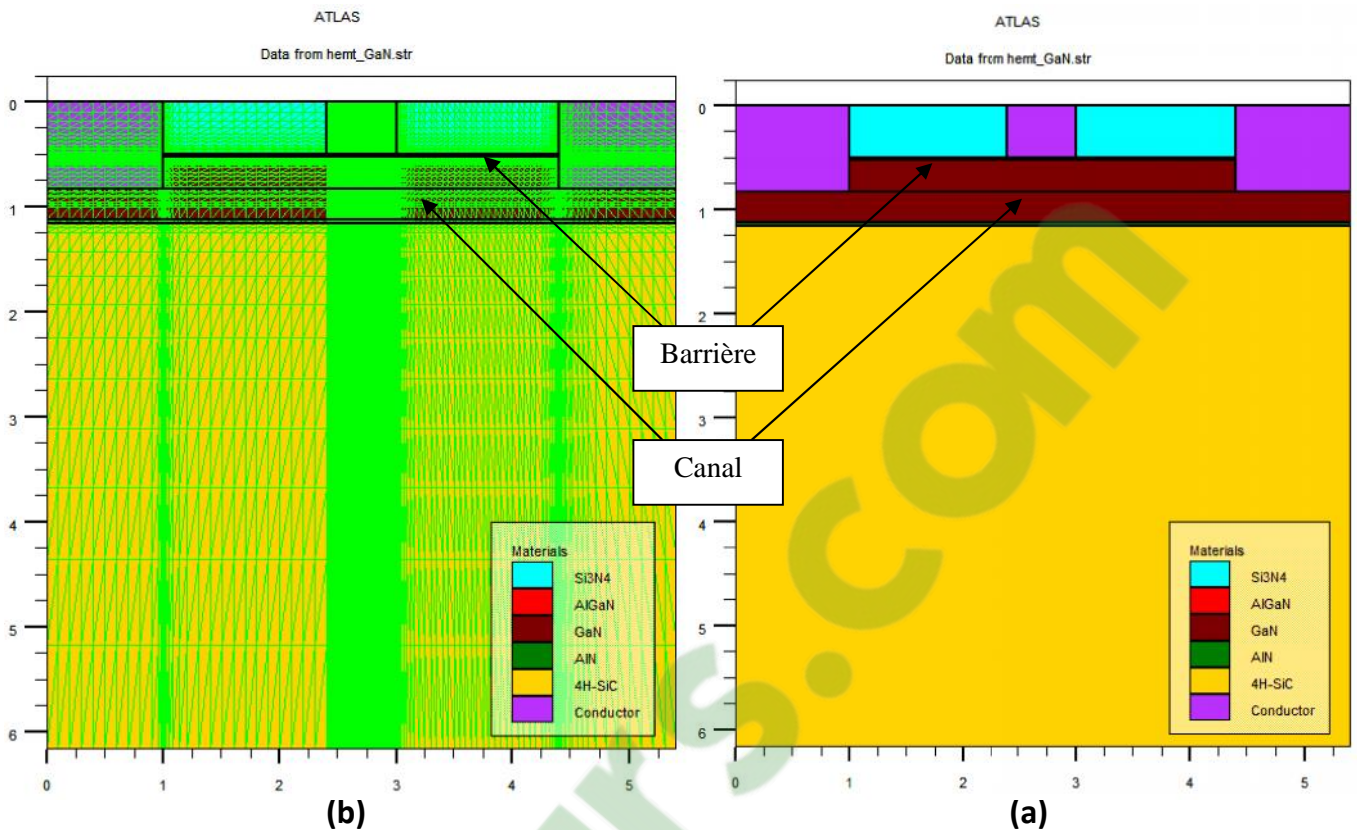 ATLAS
Data from hemt_GaN.str
0
1
2
3
4
5
6
0 1 2 3 4 5
Materials
Si3N4
AlGaN
GaN
AlN
4H-SiC
Conductor
(b)
Barrière
Canal
ATLAS
Data from hemt_GaN.str
0
1
2
3
4
5
6
0 1 2 3 4 5
Materials
Si3N4
AlGaN
GaN
AlN
4H-SiC
Conductor
(a)
rs.com